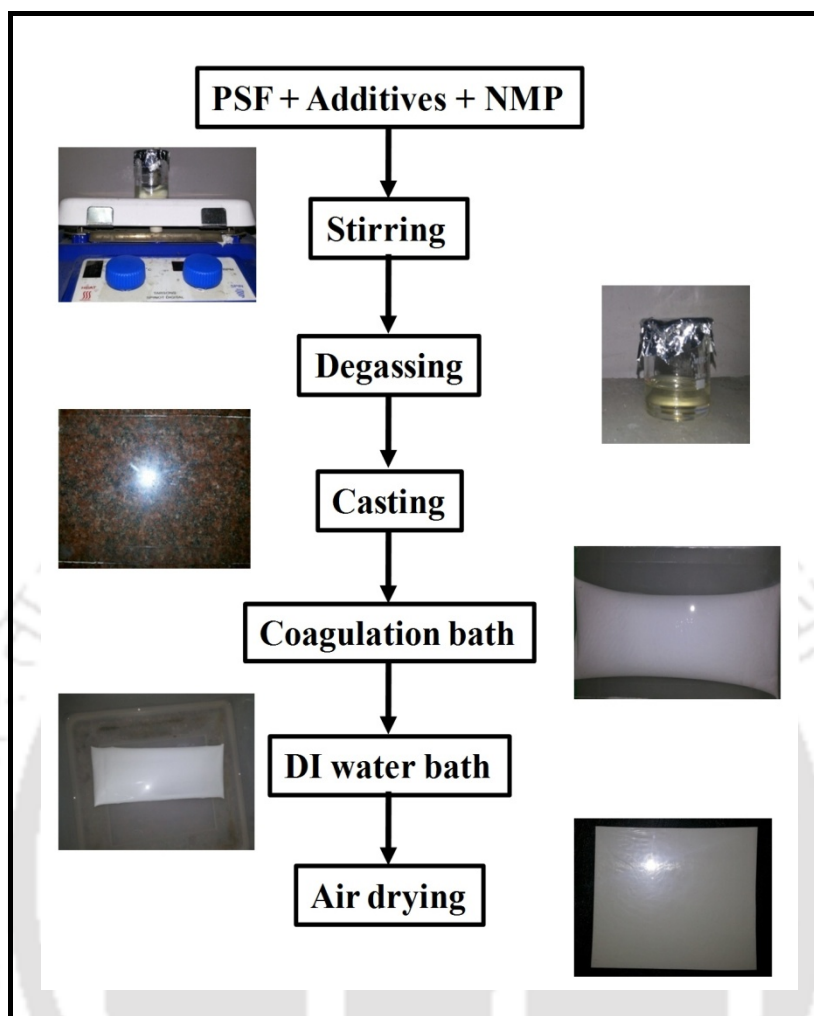 PSF + Additives + NMP
Stirring
Degassing
Casting
Coagulation bath
DI water bath
Air drying